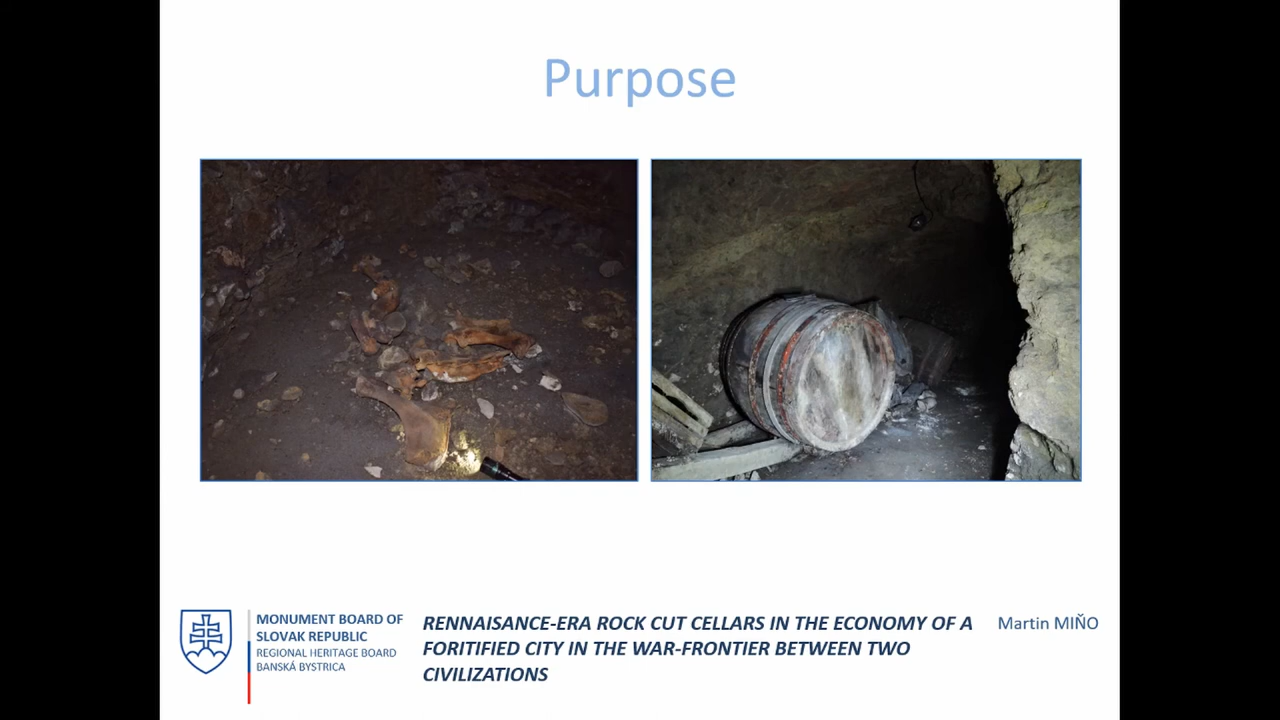 Purpose
MONUMENT BOARD OF
SLOVAK REPUBLIC
REGIONAL HERITAGE BOARD
BANSKÁ BYSTRICA
RENNAISANCE-ERA ROCK CUT CELLARS IN THE ECONOMY OF A
FORITIFIED CITY IN THE WAR-FRONTIER BETWEEN TWO
CIVILIZATIONS
Martin MIŇO